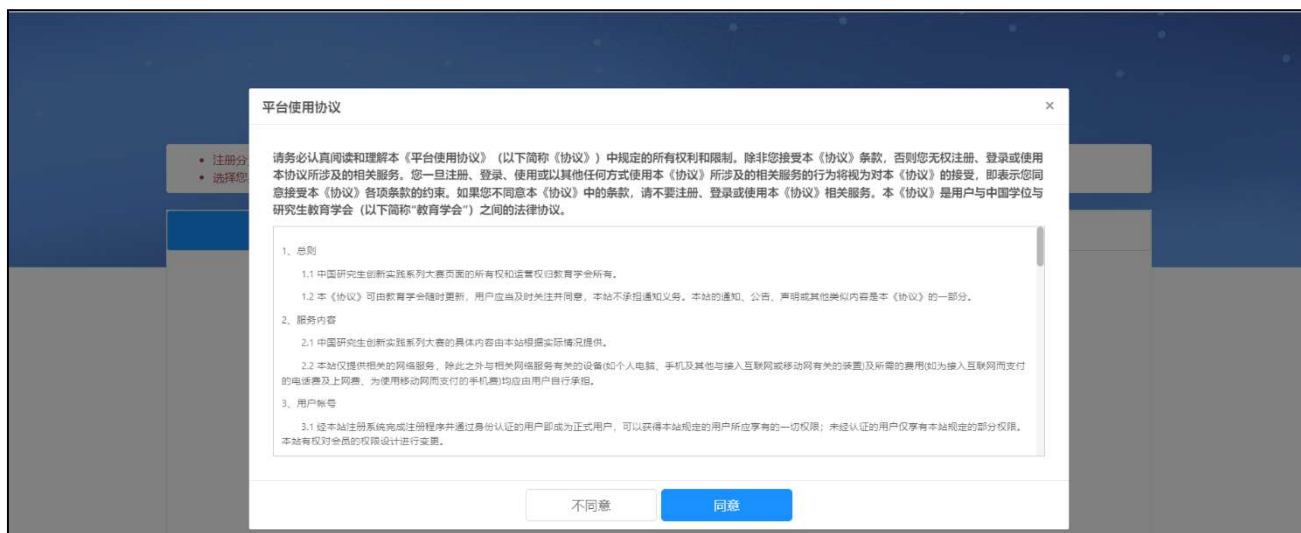 平台使用协议
×
• 注册分
• 选择您
请务必认真阅读和理解本《平台使用协议》（以下简称《协议》）中规定的所有权利和限制。除非您接受本《协议》条款，否则您无权注册、登录或使用
本协议所涉及的相关服务。您一旦注册、登录、使用或以其他任何方式使用本《协议》所涉及的相关服务的行为将视为对本《协议》的接受，即表示您同
意接受本《协议》各项条款的约束。如果您不同意本《协议》中的条款，请不要注册、登录或使用本《协议》相关服务。本《协议》是用户与中国学位与
研究生教育学会（以下简称“教育学会”）之间的法律协议。
1、总则
1.1 中国研究生创新实践系列大赛页面的所有权和运营权归教育学会所有。
1.2 本《协议》可由教育学会随时更新，用户应当及时关注并同意，本站不承担通知义务。本站的通知、公告、声明或其他类似内容是本《协议》的一部分。
2、服务内容
2.1 中国研究生创新实践系列大赛的具体内容由本站根据实际情况提供。
2.2 本站仅提供相关的网络服务，除此之外与相关网络服务有关的设备(如个人电脑、手机及其他与接入互联网或移动网有关的装置)及所需的费用(如为接入互联网而支付
的电话费及上网费、为使用移动网而支付的手机费)均应由用户自行承担。
3、用户帐号
3.1 经本站注册系统完成注册程序并通过身份认证的用户即成为正式用户，可以获得本站规定的用户所应享有的一切权限；未经认证的用户仅享有本站规定的部分权限。
本站有权对会员的权限设计进行变更。
不同意
同意